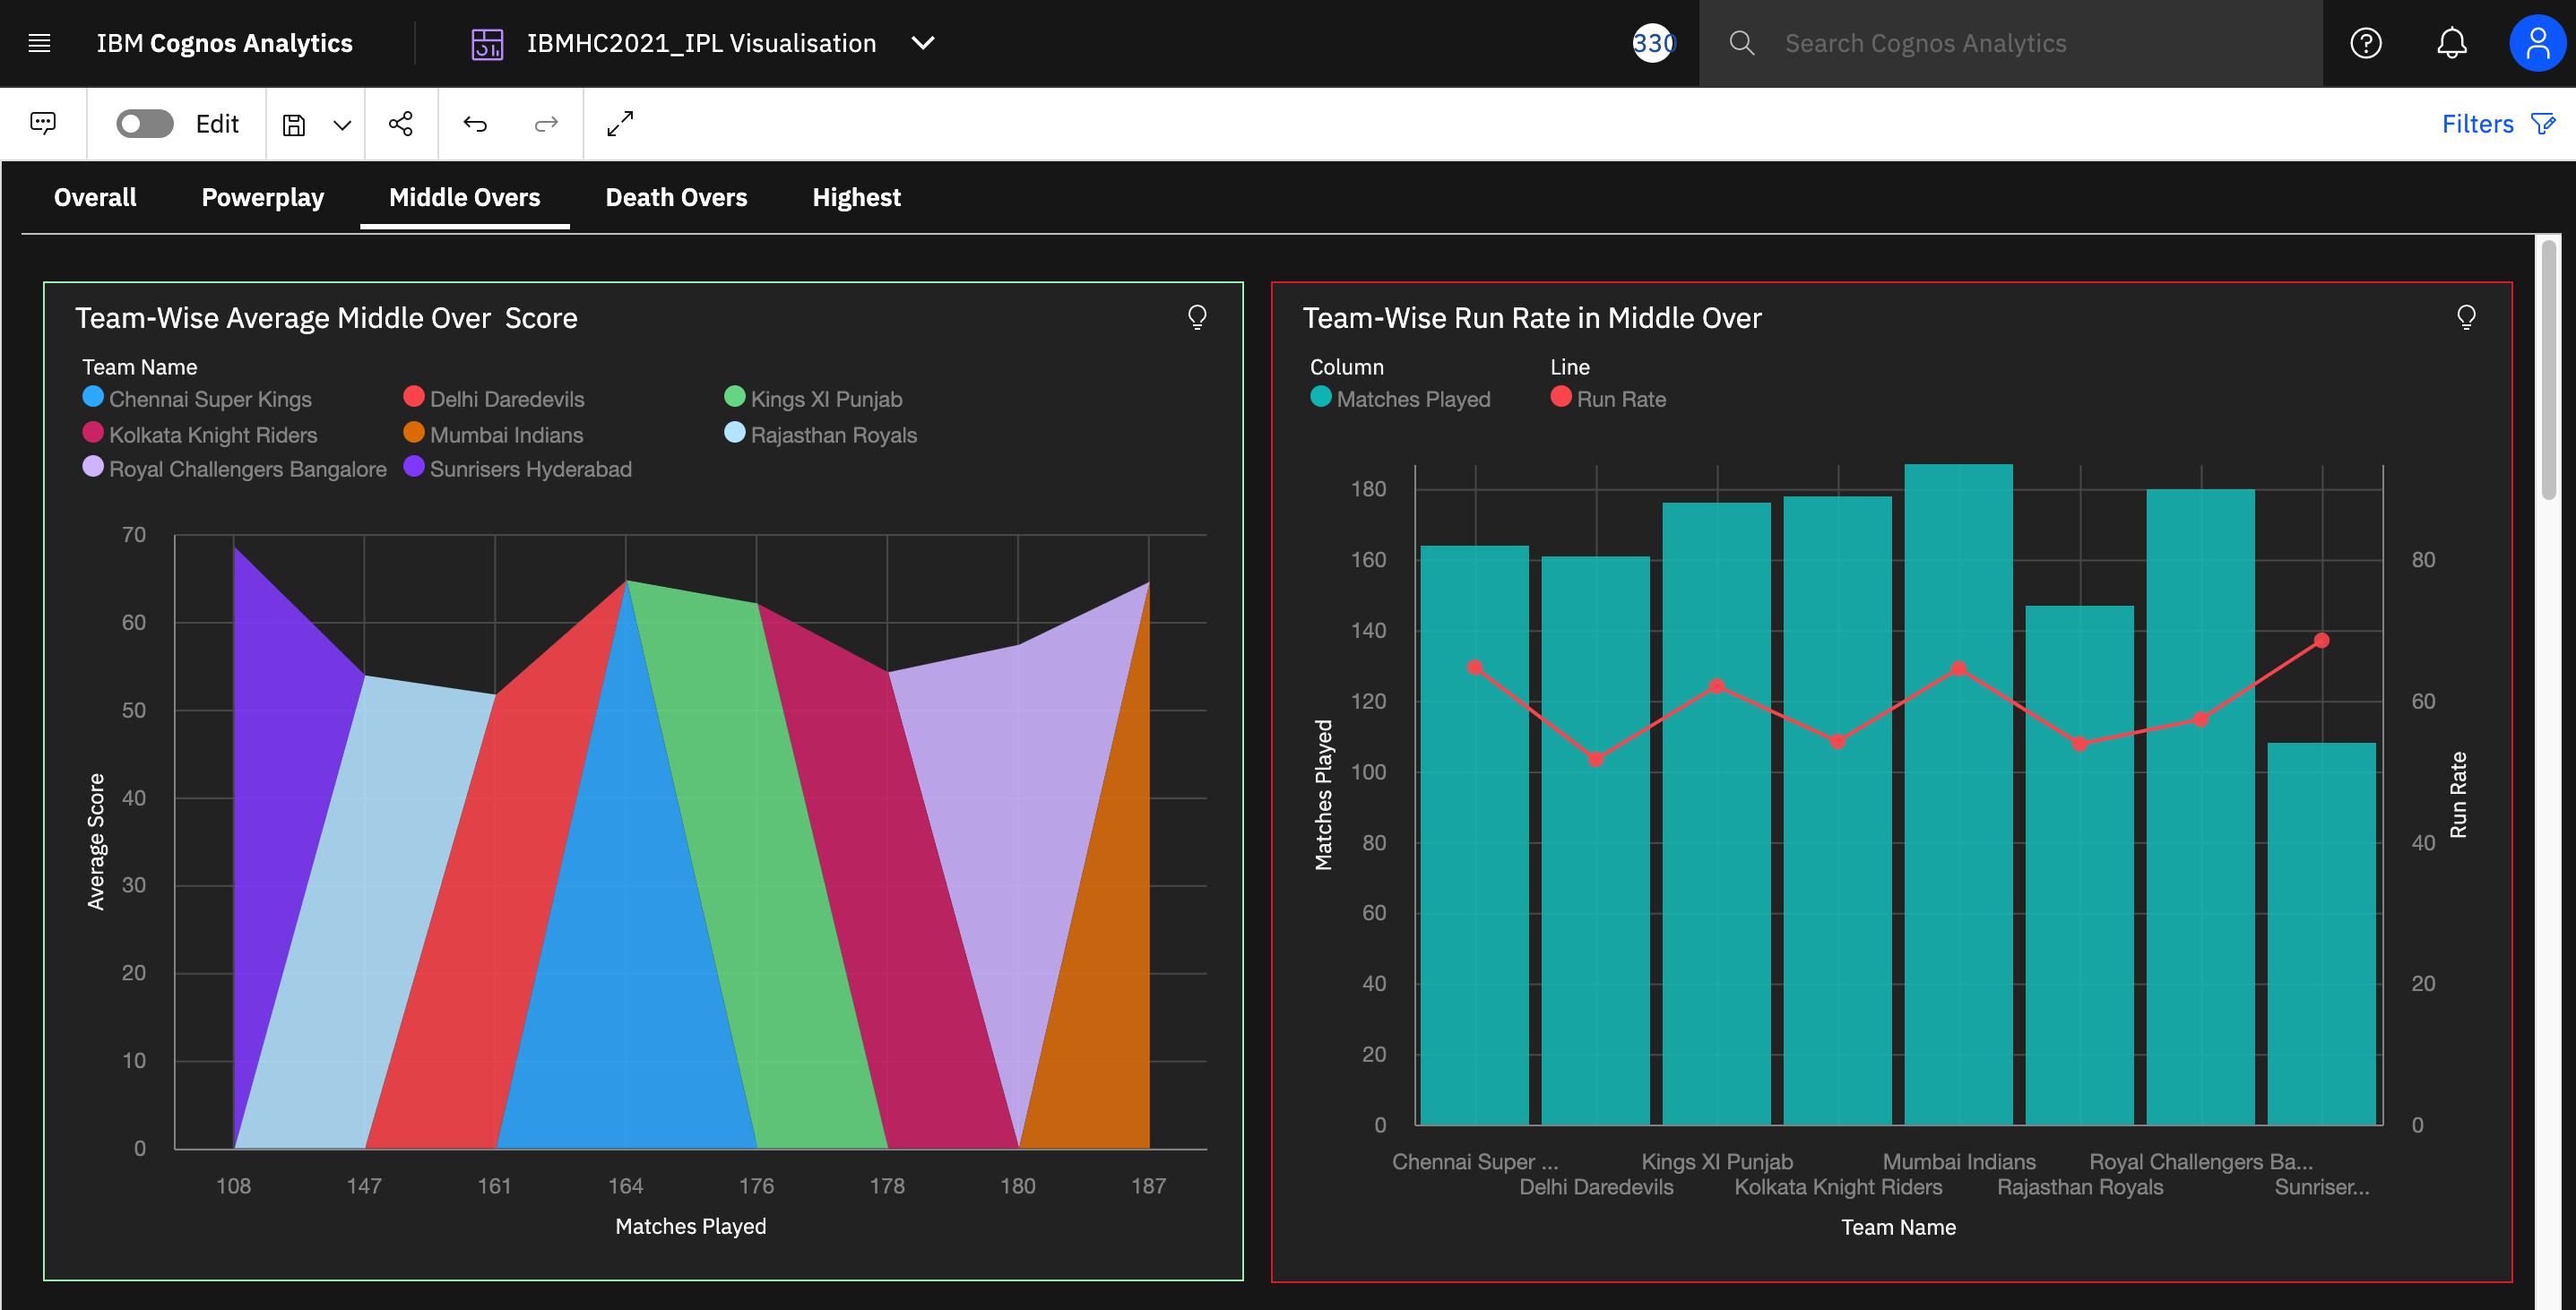 IBM Cognos Analytics
IBMHC2021_IPL Visualisation
330
Search Cognos Analytics
Edit
Filters
Overall Powerplay Middle Overs Death Overs Highest
Team-Wise Average Middle Over Score
Team Name
Chennai Super Kings Delhi Daredevils Kings XI Punjab
Kolkata Knight Riders Mumbai Indians Rajasthan Royals
Royal Challengers Bangalore Sunrisers Hyderabad
70
60
50
40
30
20
10
0
Average Score
108 147 161 164 176 178 180 187
Matches Played
Team-Wise Run Rate in Middle Over
Column Line
Matches Played Run Rate
180
160
140
120
100
80
60
40
20
0
Matches Played
80
60
40
20
0
Run Rate
Chennai Super ... Kings XI Punjab Mumbai Indians Royal Challengers Ba...
Delhi Daredevils Kolkata Knight Riders Rajasthan Royals Sunriser...
Team Name